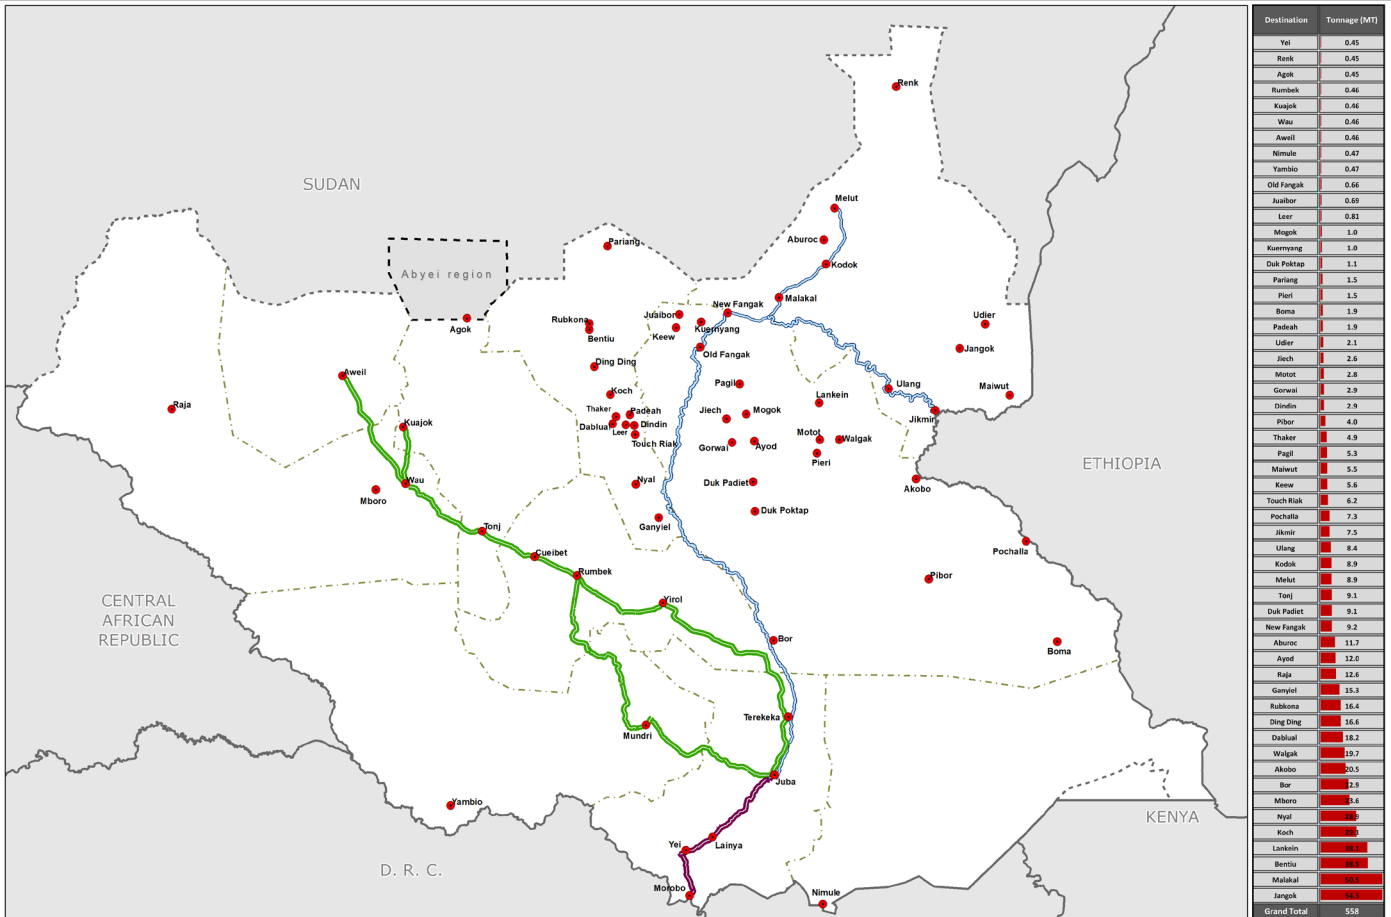 SUDAN
Renk
Melut
Aburoc
Kodok
Pariang
Abyei region
Malakal
New Fangak
Agok
Rubkona
Bentiu
Juaibor
Keew
Kuernyang
Udier
Old Fangak
Jangok
Ding Ding
Aweil
Pagil
Ulang
Maiwut
Koch
Lankein
Raja
Thaker
Padeah
Jiech
Mogok
Jikmir
Kuajok
Dablual
Leer
Dindin
Touch Riak
Gorwai
Ayod
Motot
Walgak
Pieri
ETHIOPIA
Wau
Mboro
Nyal
Duk Padiet
Akobo
Ganyiel
Duk Poktap
Tonj
Cueibet
Pochalla
Rumbek
Pibor
CENTRAL
AFRICAN
REPUBLIC
Yirol
Bor
Boma
Terekeka
Mundri
Juba
Yambio
KENYA
Lainya
Yei
D. R. C.
Morobo
Nimule
Destination Tonnage (MT)
Yei 0.45
Renk 0.45
Agok 0.45
Rumbek 0.46
Kuajok 0.46
Wau 0.46
Aweil 0.46
Nimule 0.47
Yambio 0.47
Old Fangak 0.66
Juaibor 0.69
Leer 0.81
Mogok 1.0
Kuernyang 1.0
Duk Poktap 1.1
Pariang 1.5
Pieri 1.5
Boma 1.9
Padeah 1.9
Udier 2.1
Jiech 2.6
Motot 2.8
Gorwai 2.9
Dindin 2.9
Pibor 4.0
Thaker 4.9
Pagil 5.3
Maiwut 5.5
Keew 5.6
Touch Riak 6.2
Pochalla 7.3
Jikmir 7.5
Ulang 8.4
Kodok 8.9
Melut 8.9
Tonj 9.1
Duk Padiet 9.1
New Fangak 9.2
Aburoc 11.7
Ayod 12.0
Raja 12.6
Ganyiel 15.3
Rubkona 16.4
Ding Ding 16.6
Dablual 18.2
Walgak 19.7
Akobo 20.5
Bor 22.9
Mboro 23.6
Nyal
Koch
Lankein
Bentiu
Malakal
Jangok
Grand Total 558